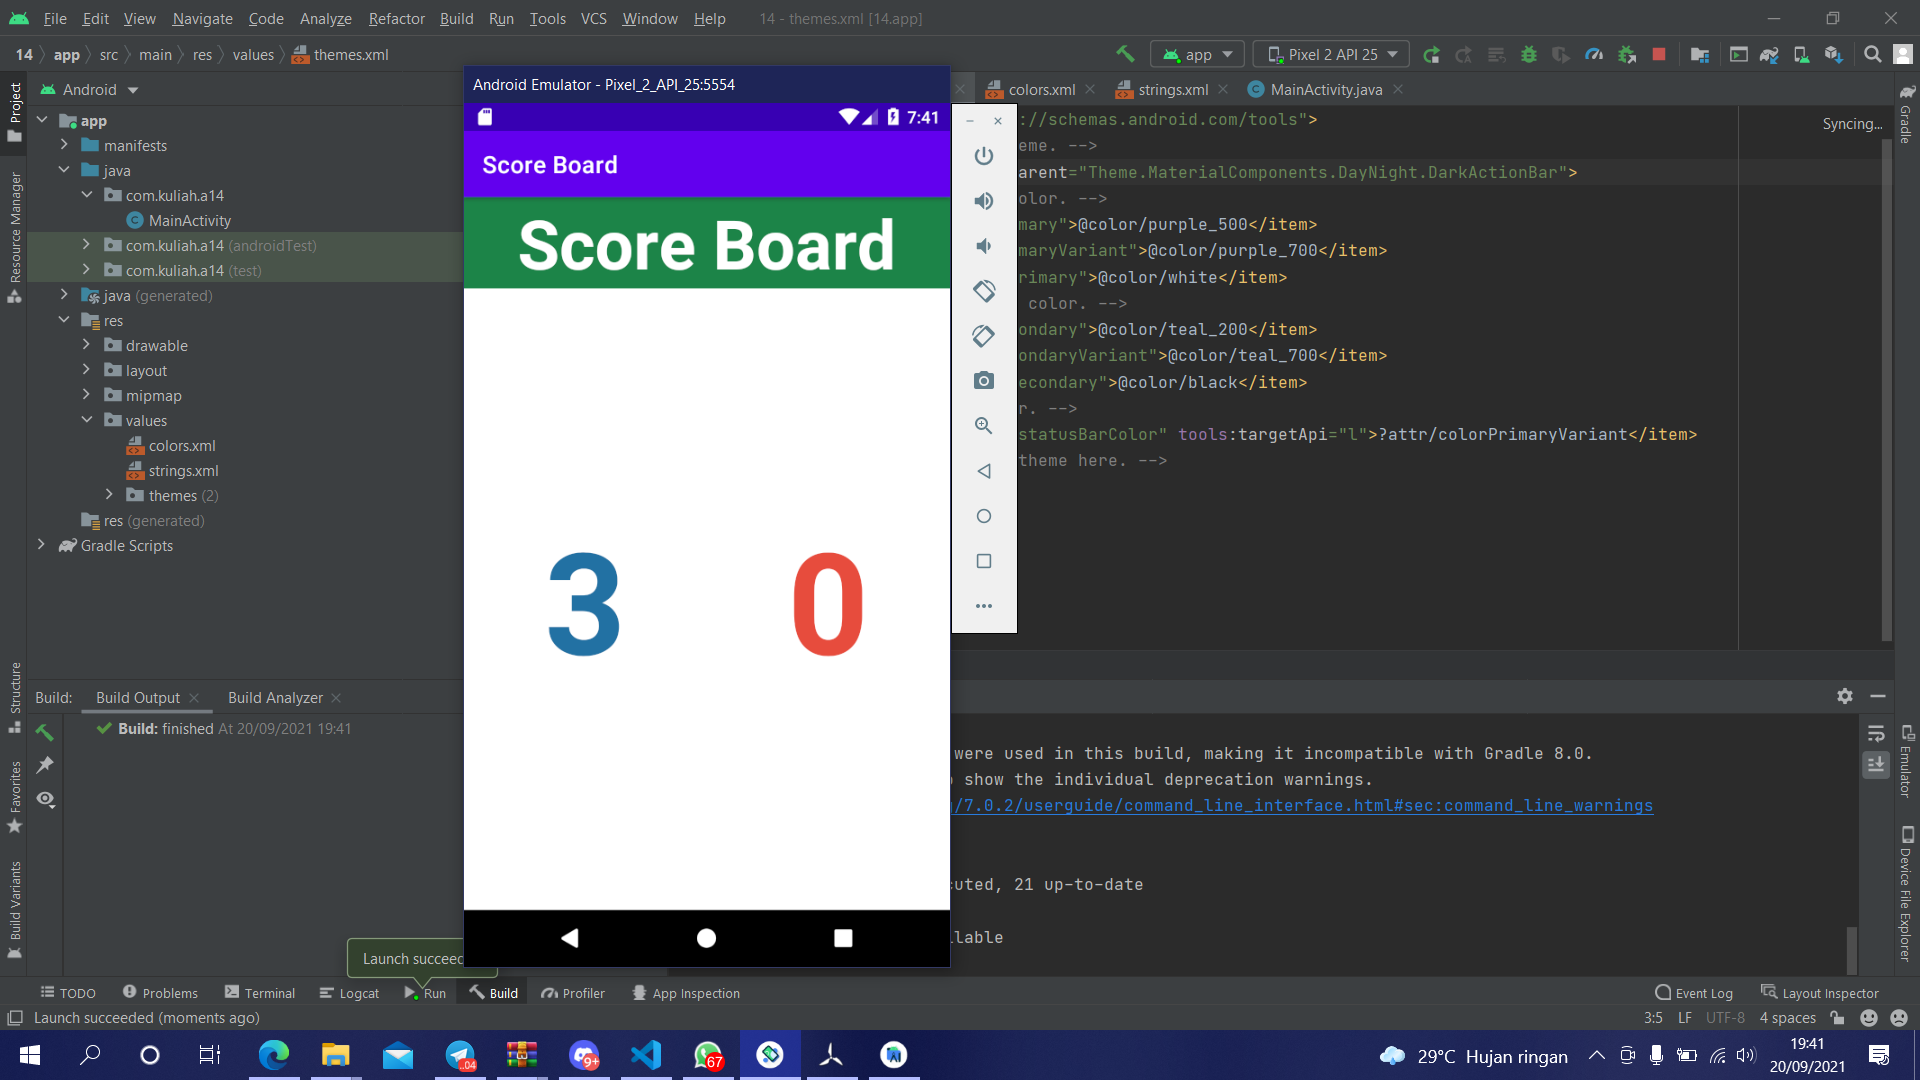 File Edit View Navigate Code Analyze Refactor Build Run Tools VCS Window Help 14 - themes.xml [14.app]
14 app src main res values themes.xml
app Pixel 2 API 25
Android
colors.xml strings.xml MainActivity.java
Android Emulator - Pixel_2_API_25:5554
7:41
Score Board
Score Board
3 0
Project
Resource Manager
Structure
Favorites
Build Variants
app
manifests
java
com.kuliah.a14
MainActivity
com.kuliah.a14 (androidTest)
com.kuliah.a14 (test)
java (generated)
res
drawable
layout
mipmap
values
colors.xml
strings.xml
themes (2)
res (generated)
Gradle Scripts
://schemas.android.com/tools">
eme. -->
arent="Theme.MaterialComponents.DayNight.DarkActionBar">
olor. -->
mary">@color/purple_500</item>
maryVariant">@color/purple_700</item>
rimary">@color/white</item>
color. -->
ondary">@color/teal_200</item>
ondaryVariant">@color/teal_700</item>
econdary">@color/black</item>
r. -->
statusBarColor" tools:targetApi="l">?attr/colorPrimaryVariant</item>
theme here. -->
Syncing...
Gradle
Emulator
Device File Explorer
Build: Build Output Build Analyzer
Build: finished At 20/09/2021 19:41
were used in this build, making it incompatible with Gradle 8.0.
show the individual deprecation warnings.
/7.0.2/userguide/command_line_interface.html#sec:command_line_warnings
uted, 21 up-to-date
lable
Launch succeed
TODO Problems Terminal Logcat Run Build Profiler App Inspection Event Log Layout Inspector
Launch succeeded (moments ago) 3:5 LF UTF-8 4 spaces
.04 9+ 67
29°C Hujan ringan
19:41
20/09/2021